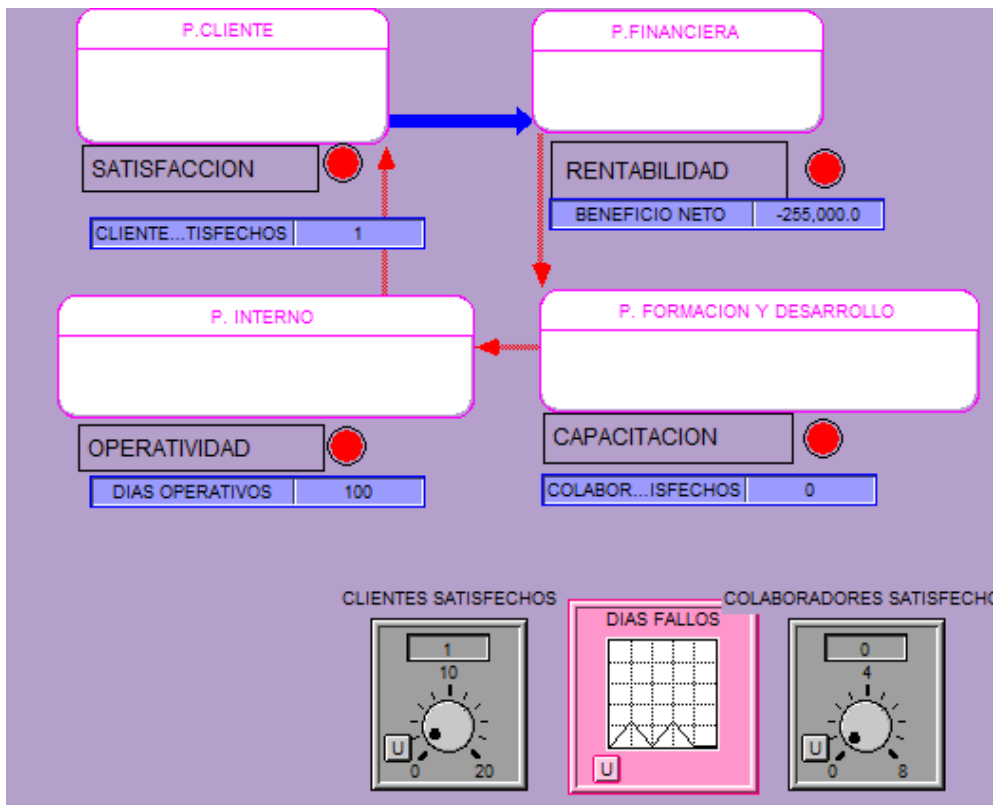 P.CLIENTE
P.FINANCIERA
SATISFACCION
RENTABILIDAD
CLIENTE...TISFECHOS 1
BENEFICIO NETO -255,000.0
P. INTERNO
P. FORMACION Y DESARROLLO
OPERATIVIDAD
CAPACITACION
DIAS OPERATIVOS 100
COLABOR...ISFECHOS 0
CLIENTES SATISFECHOS
DIAS FALLOS
COLABORADORES SATISFECHO
1
10
U
0 20
U
0
4
U
0 8